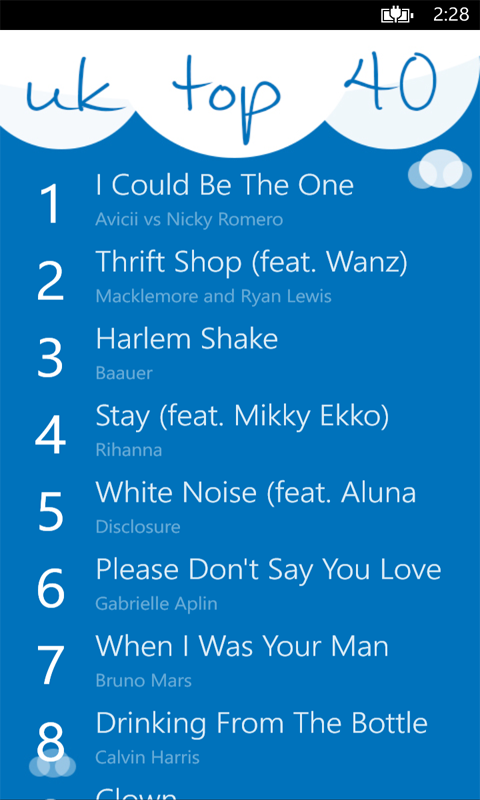 2:28
uk top 40
1
I Could Be The One
Avicii vs Nicky Romero
2
Thrift Shop (feat. Wanz)
Macklemore and Ryan Lewis
3
Harlem Shake
Baauer
4
Stay (feat. Mikky Ekko)
Rihanna
5
White Noise (feat. Aluna
Disclosure
6
Please Don't Say You Love
Gabrielle Aplin
7
When I Was Your Man
Bruno Mars
8
Drinking From The Bottle
Calvin Harris
Clown